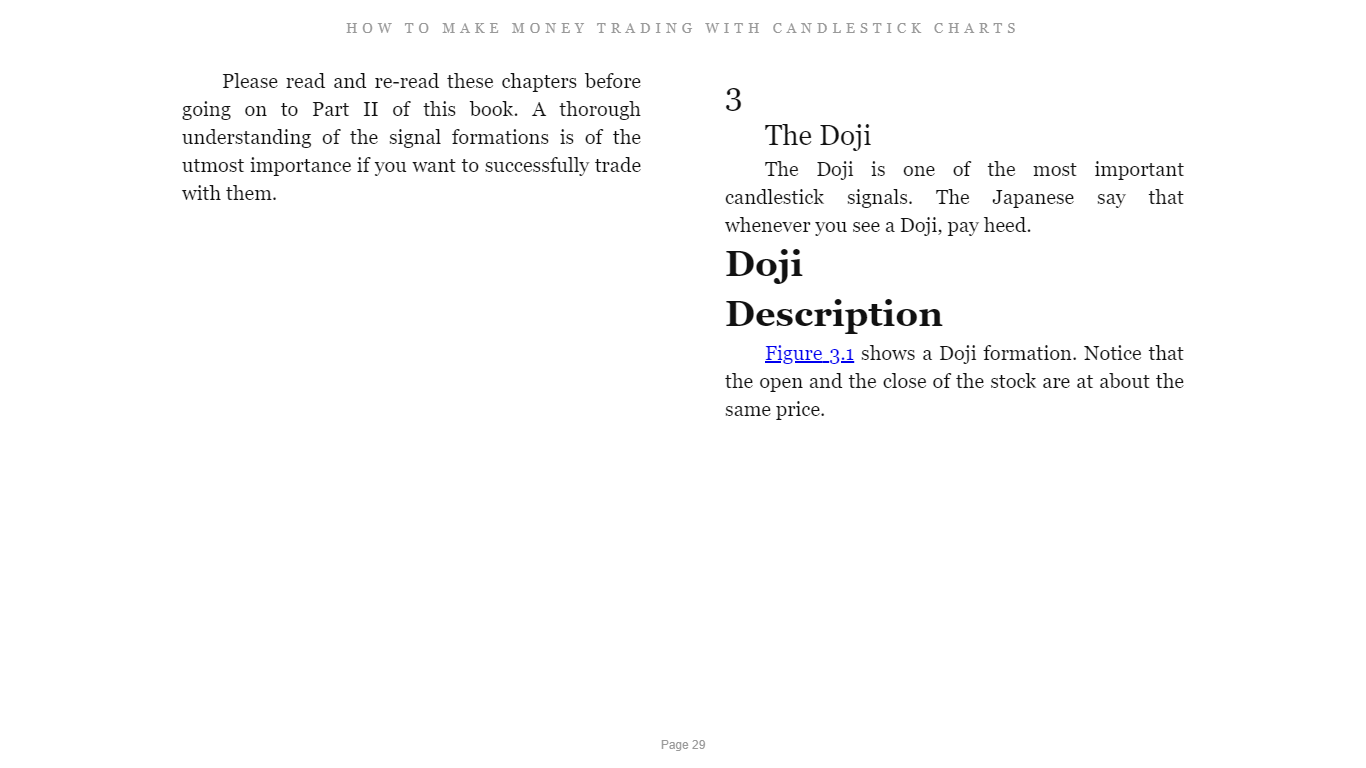 HOW TO MAKE MONEY TRADING WITH CANDLESTICK CHARTS
Please read and re-read these chapters before
going on to Part II of this book. A thorough
understanding of the signal formations is of the
utmost importance if you want to successfully trade
with them.
3
The Doji
The Doji is one of the most important
candlestick signals. The Japanese say that
whenever you see a Doji, pay heed.
Doji
Description
Figure 3.1 shows a Doji formation. Notice that
the open and the close of the stock are at about the
same price.
Page 29